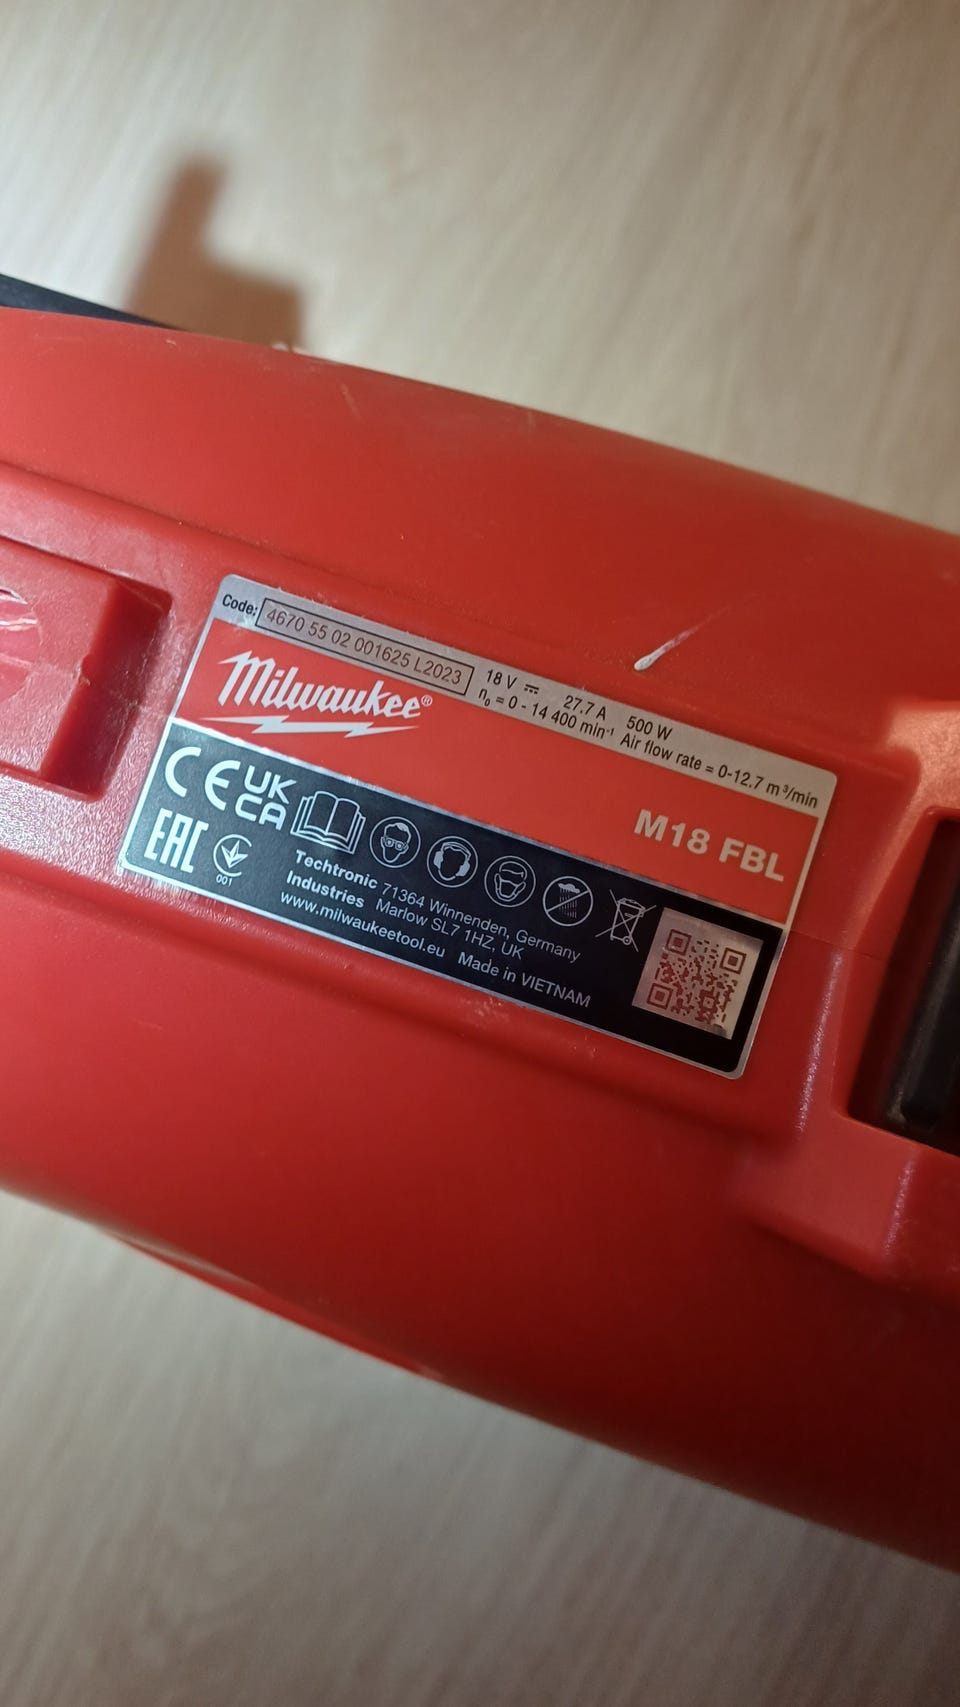 Code: 4670 55 02 001625 L2023
18 V ⎓ 27.7 A 500 W
n₀ = 0 - 14 400 min⁻¹ Air flow rate = 0-12.7 m³/min
Milwaukee®
M18 FBL
CE UK CA
EAC 001
Techtronic Industries
71364 Winnenden, Germany
Marlow SL7 1HZ, UK
www.milwaukeetool.eu Made in VIETNAM